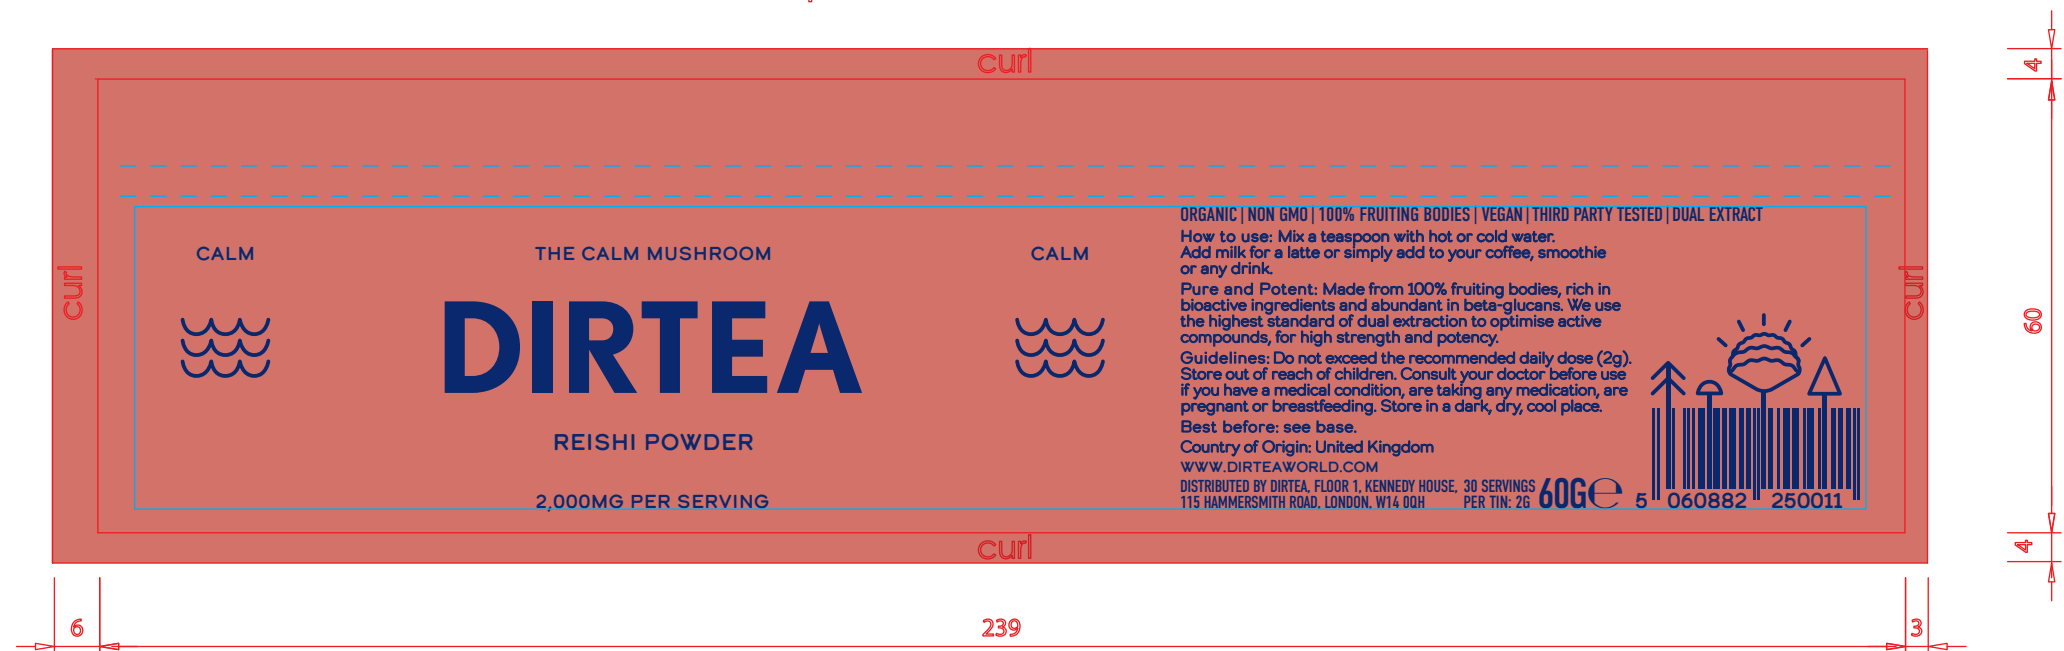 curl
4
CALM
THE CALM MUSHROOM
CALM
DIRTEA
REISHI POWDER
2,000MG PER SERVING
ORGANIC | NON GMO | 100% FRUITING BODIES | VEGAN | THIRD PARTY TESTED | DUAL EXTRACT
How to use: Mix a teaspoon with hot or cold water.
Add milk for a latte or simply add to your coffee, smoothie
or any drink.
Pure and Potent: Made from 100% fruiting bodies, rich in
bioactive ingredients and abundant in beta-glucans. We use
the highest standard of dual extraction to optimise active
compounds, for high strength and potency.
Guidelines: Do not exceed the recommended daily dose (2g).
Store out of reach of children. Consult your doctor before use
if you have a medical condition, are taking any medication, are
pregnant or breastfeeding. Store in a dark, dry, cool place.
Best before: see base.
Country of Origin: United Kingdom
WWW.DIRTEAWORLD.COM
DISTRIBUTED BY DIRTEA, FLOOR 1, KENNEDY HOUSE,
115 HAMMERSMITH ROAD, LONDON, W14 0QH
30 SERVINGS
PER TIN: 2G
60G℮
5 060882 250011
curl
curl
60
curl
4
6
239
3